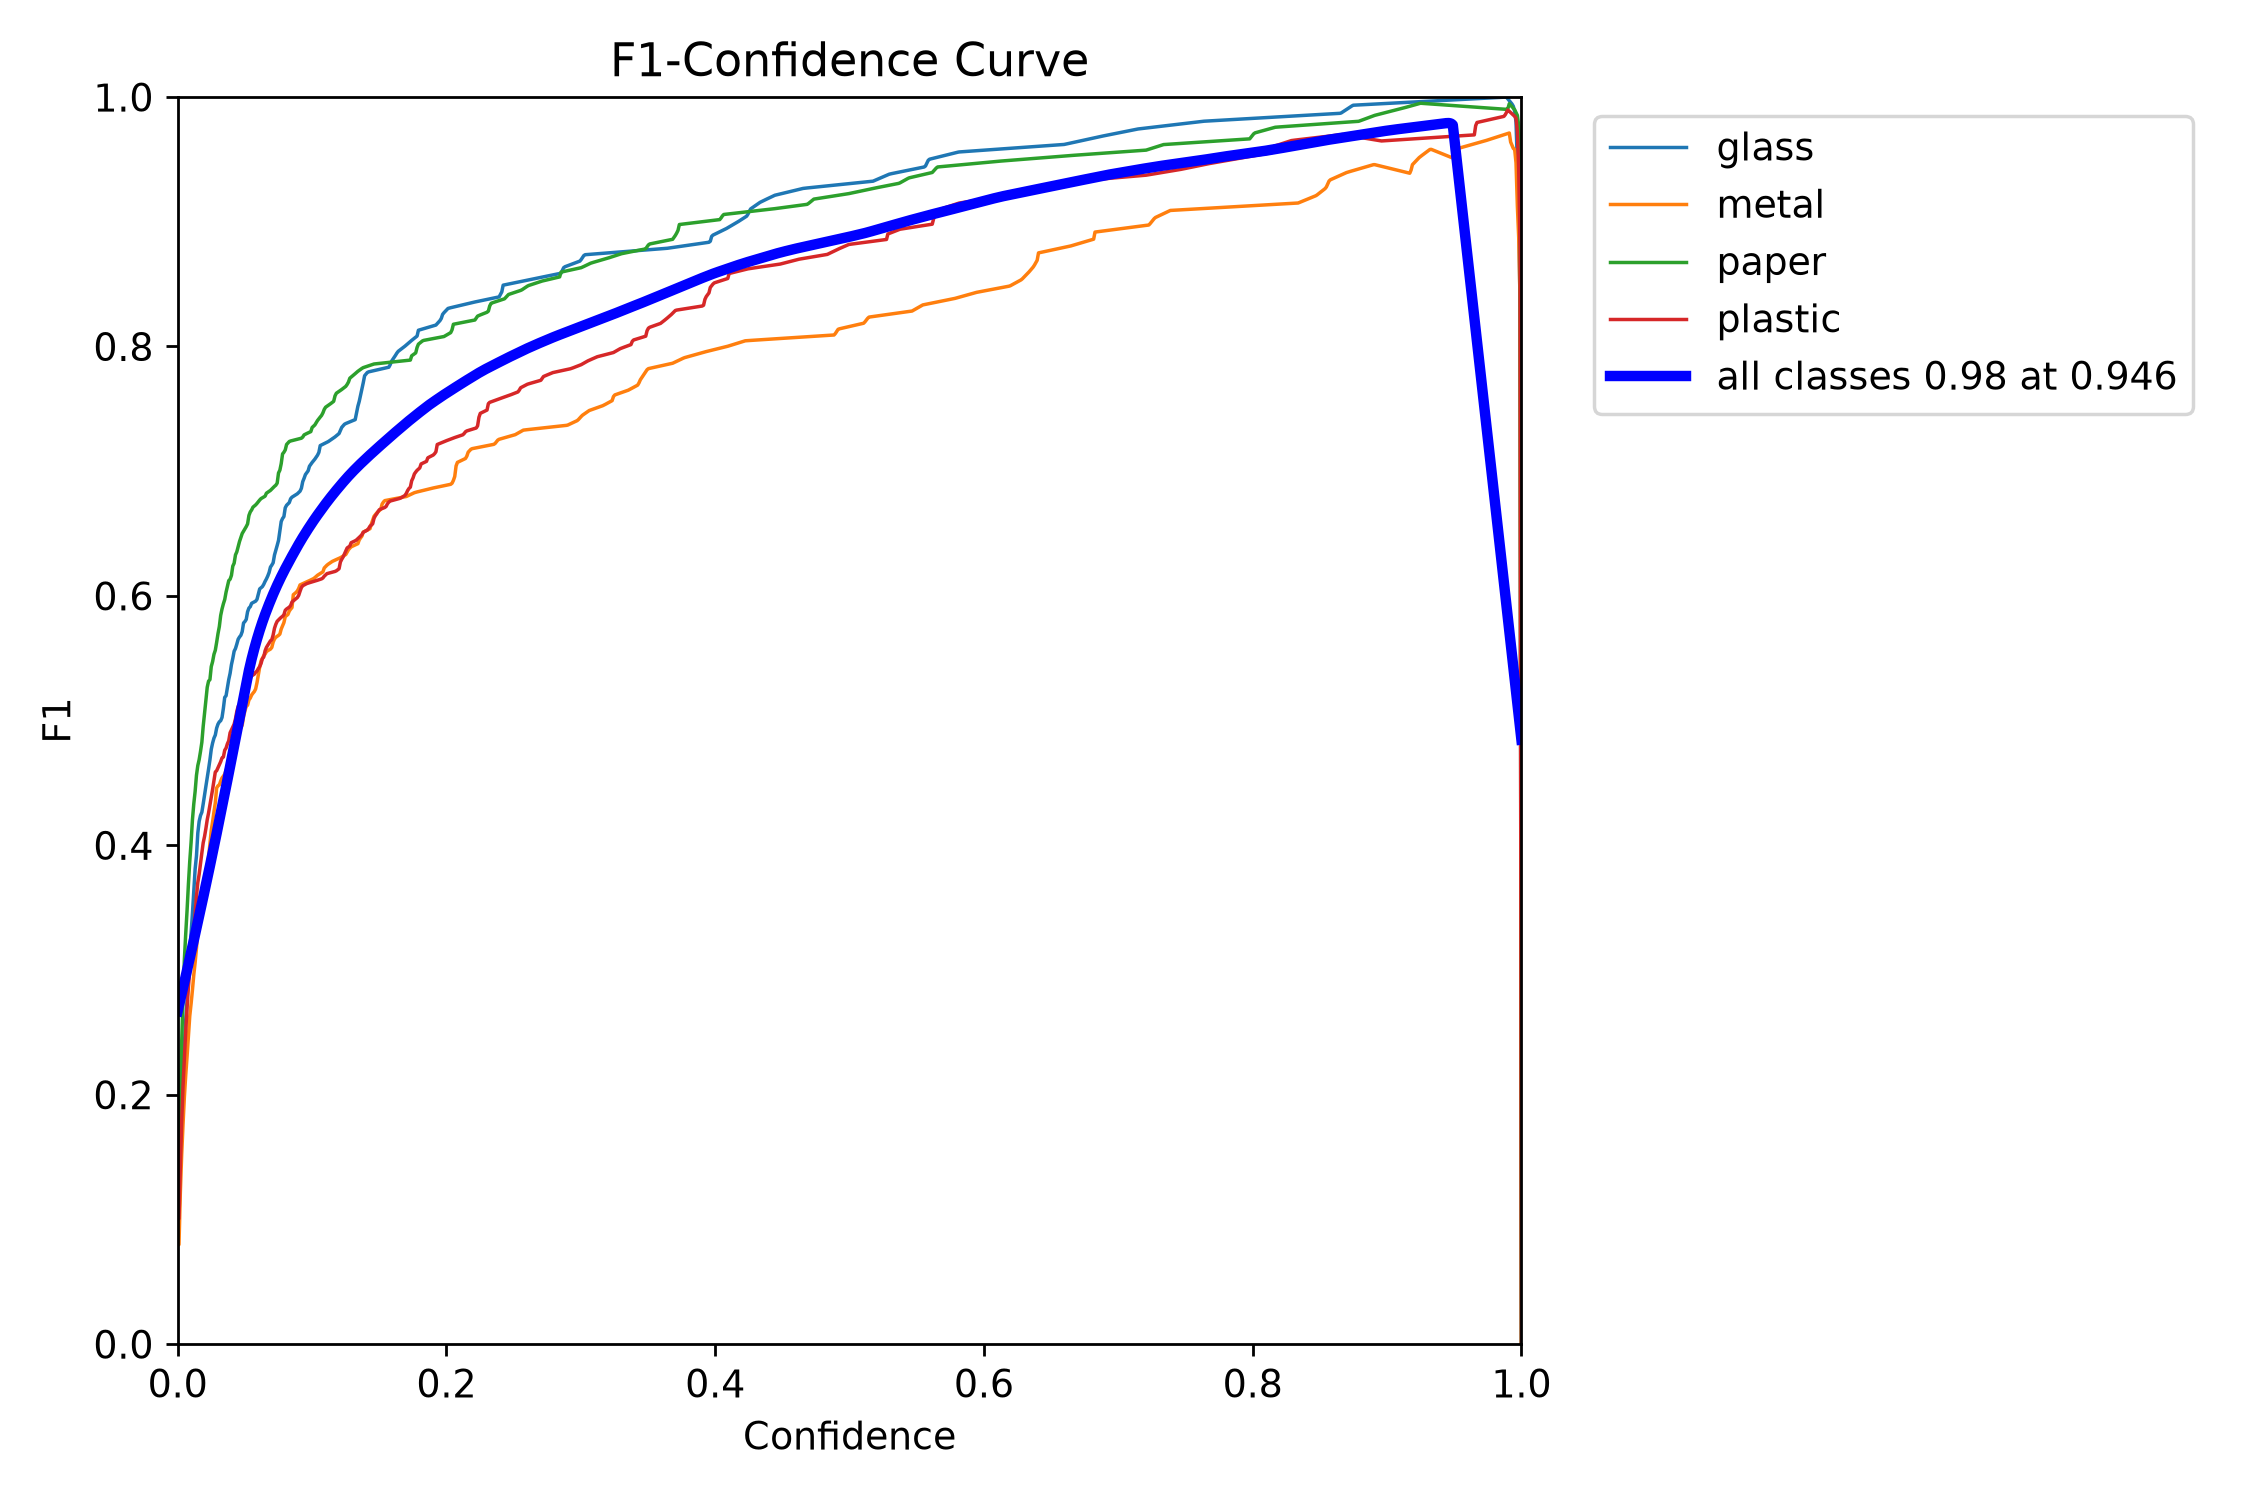 F1-Confidence Curve
1.0
0.8
0.6
0.4
0.2
0.0
F1
0.0 0.2 0.4 0.6 0.8 1.0
Confidence
glass
metal
paper
plastic
all classes 0.98 at 0.946